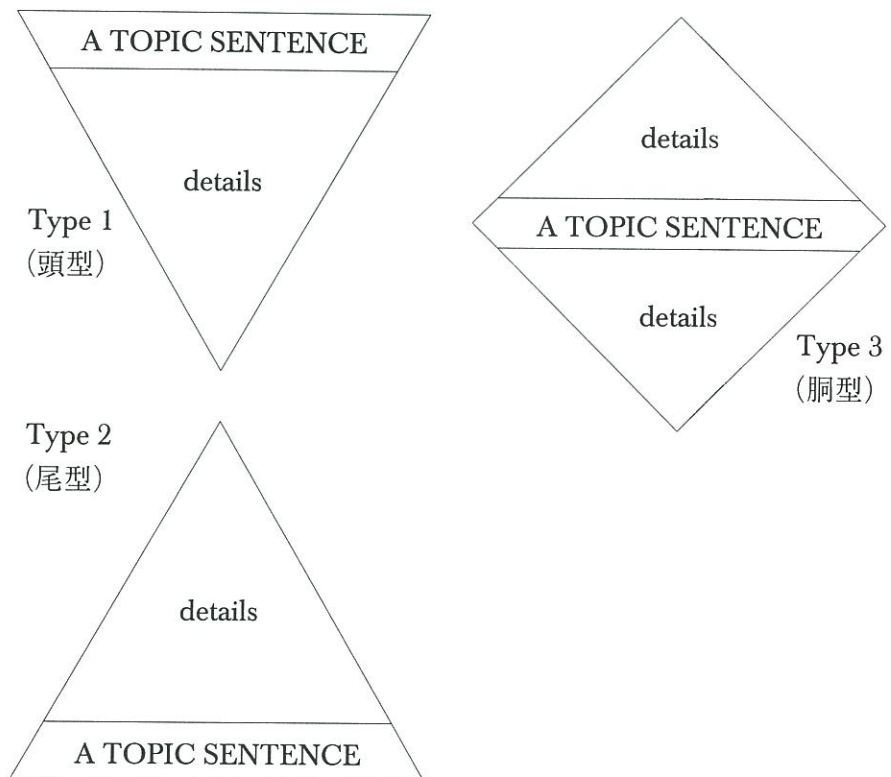 A TOPIC SENTENCE
details
Type 1
(頭型)
details
A TOPIC SENTENCE
details
Type 3
(胴型)
Type 2
(尾型)
details
A TOPIC SENTENCE